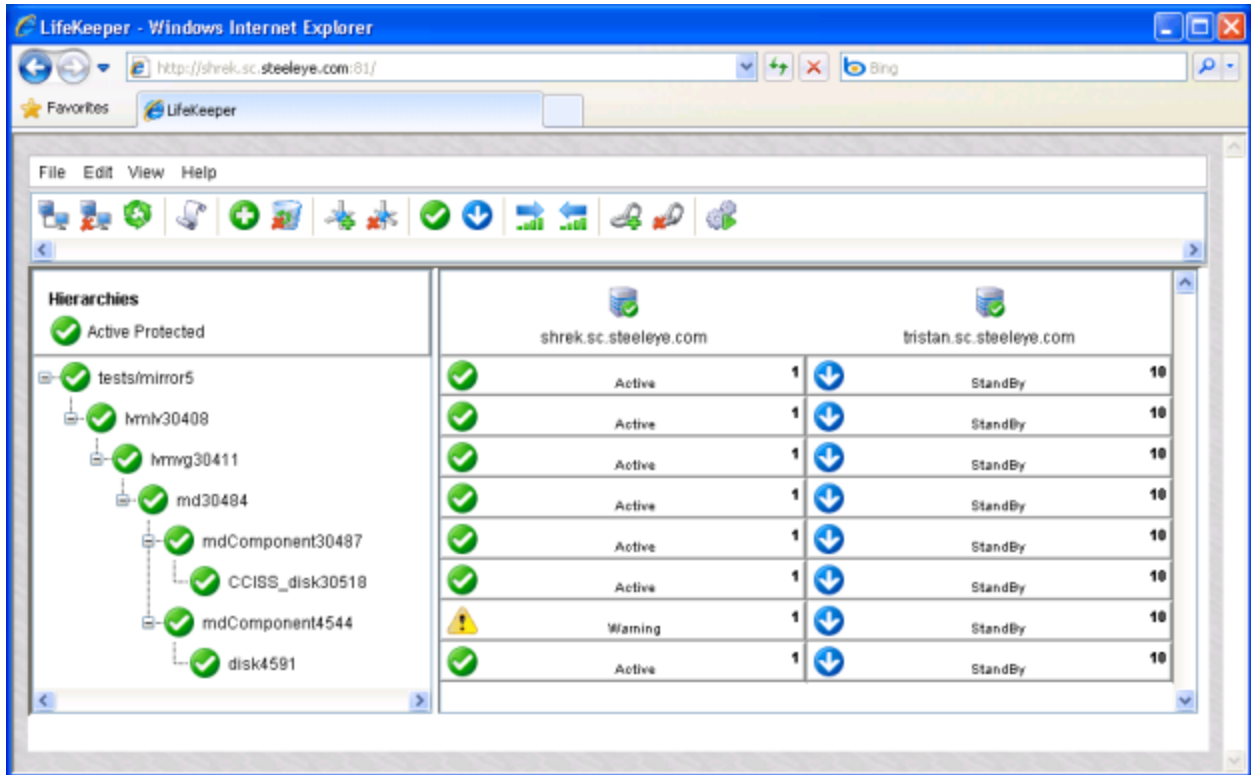 LifeKeeper - Windows Internet Explorer
http://shrek.sc.steeleye.com:81/
Bing
Favorites LifeKeeper
File Edit View Help
Hierarchies
Active Protected
shrek.sc.steeleye.com tristan.sc.steeleye.com
tests/mirror5 Active 1 StandBy 10
lvmlv30408 Active 1 StandBy 10
lvmvg30411 Active 1 StandBy 10
md30484 Active 1 StandBy 10
mdComponent30487 Active 1 StandBy 10
CCISS_disk30518 Active 1 StandBy 10
mdComponent4544 Warning 1 StandBy 10
disk4591 Active 1 StandBy 10